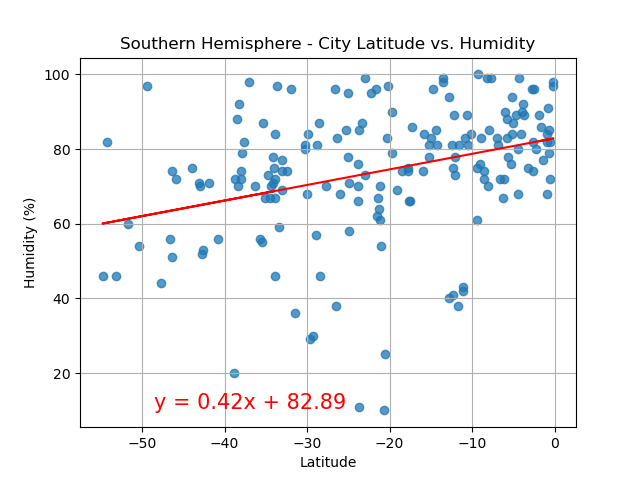 Southern Hemisphere - City Latitude vs. Humidity
100
80
60
40
20
Humidity (%)
y = 0.42x + 82.89
−50 −40 −30 −20 −10 0
Latitude